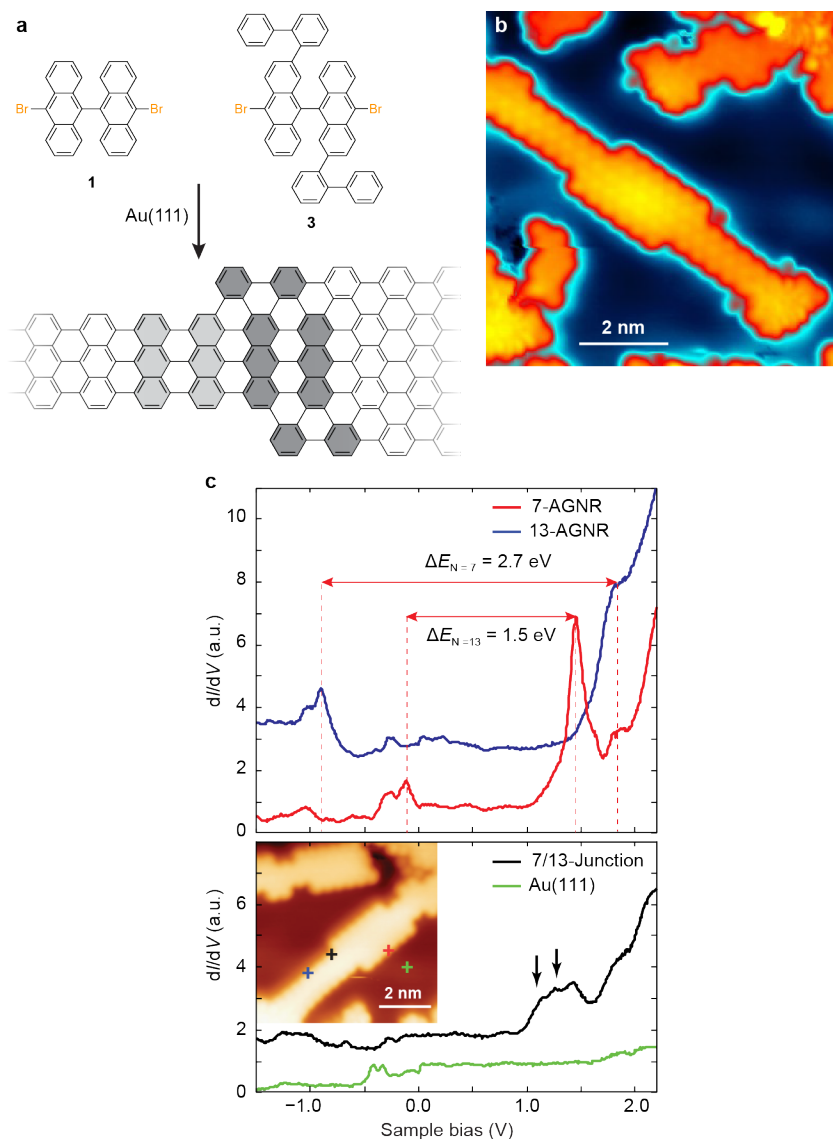 a
Br
Br
1
Br
Br
3
Au(111)
b
2 nm
c
7-AGNR
13-AGNR
ΔE N = 7 = 2.7 eV
ΔE N =13 = 1.5 eV
dI/dV (a.u.)
10
8
6
4
2
0
7/13-Junction
Au(111)
2 nm
dI/dV (a.u.)
6
4
2
0
−1.0
0.0
1.0
2.0
Sample bias (V)